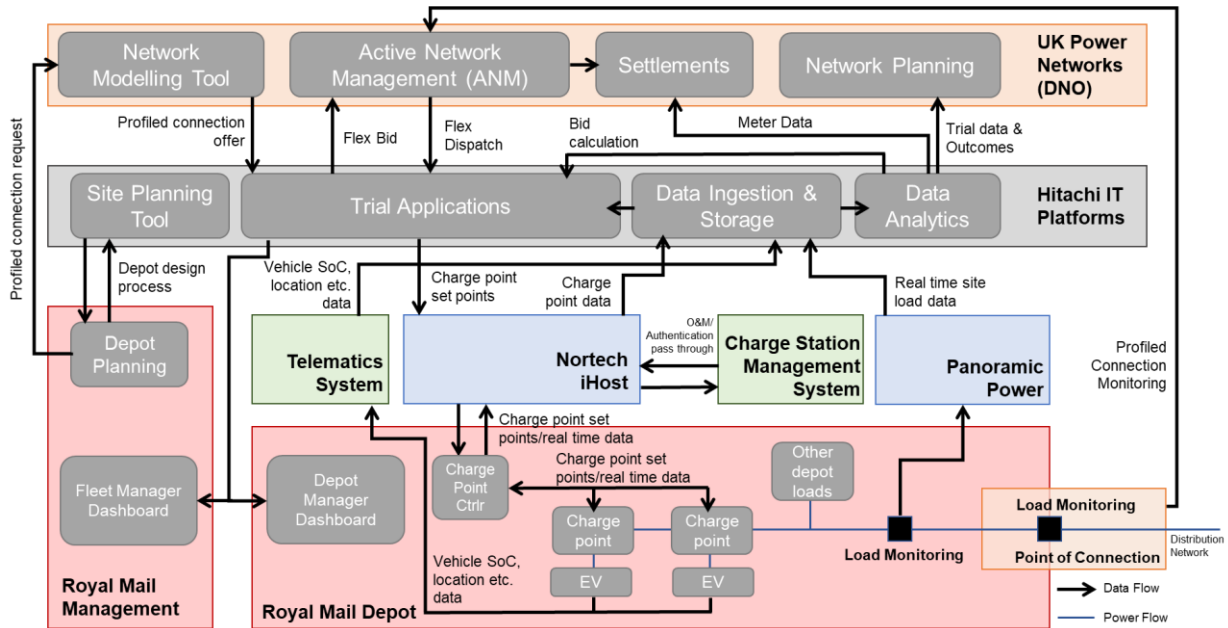 Network
Modelling Tool
Active Network
Management (ANM)
Settlements
Network Planning
UK Power
Networks
(DNO)
Profiled connection request
Profiled connection
offer
Flex Bid
Flex
Dispatch
Bid
calculation
Meter Data
Trial data &
Outcomes
Site Planning
Tool
Trial Applications
Data Ingestion &
Storage
Data
Analytics
Hitachi IT
Platforms
Depot design
process
Vehicle SoC,
location etc.
data
Charge point
set points
Charge
point data
Real time site
load data
Depot
Planning
Telematics
System
Nortech
iHost
O&M/
Authentication
pass through
Charge Station
Management
System
Panoramic
Power
Profiled
Connection
Monitoring
Charge point set
points/real time data
Fleet Manager
Dashboard
Depot
Manager
Dashboard
Charge
Point
Ctrlr
Charge point set
points/real time data
Other
depot
loads
Charge
point
Charge
point
Load Monitoring
Load Monitoring
Point of Connection
Distribution
Network
Vehicle SoC,
location etc.
data
EV
EV
Royal Mail
Management
Royal Mail Depot
Data Flow
Power Flow